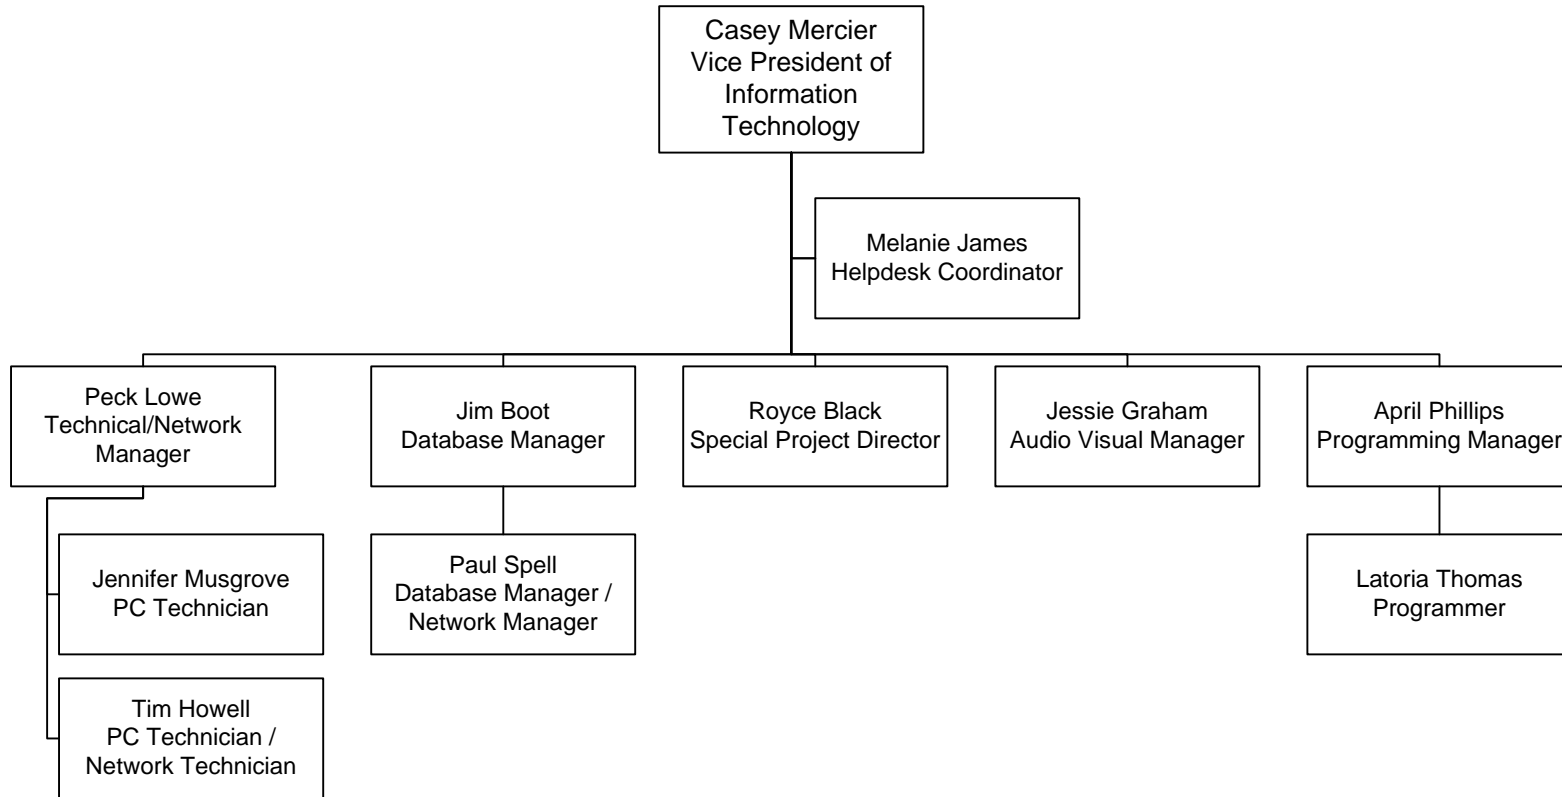 Casey Mercier
Vice President of
Information
Technology
Melanie James
Helpdesk Coordinator
Peck Lowe
Technical/Network
Manager
Jim Boot
Database Manager
Royce Black
Special Project Director
Jessie Graham
Audio Visual Manager
April Phillips
Programming Manager
Jennifer Musgrove
PC Technician
Paul Spell
Database Manager /
Network Manager
Latoria Thomas
Programmer
Tim Howell
PC Technician /
Network Technician